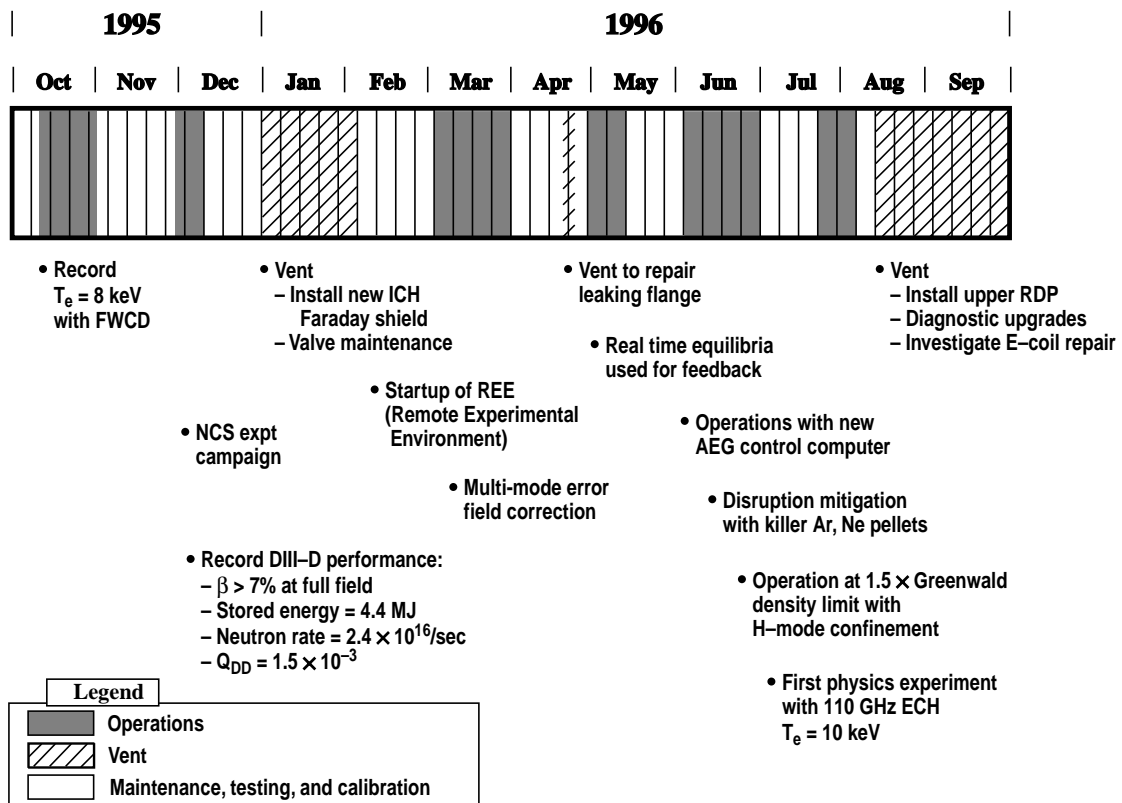 1995 1996
Oct Nov Dec Jan Feb Mar Apr May Jun Jul Aug Sep
• Record
Te = 8 keV
with FWCD
• Vent
– Install new ICH
Faraday shield
– Valve maintenance
• Vent to repair
leaking flange
• Vent
– Install upper RDP
– Diagnostic upgrades
– Investigate E–coil repair
• Real time equilibria
used for feedback
• Startup of REE
(Remote Experimental
Environment)
• NCS expt
campaign
• Operations with new
AEG control computer
• Multi-mode error
field correction
• Disruption mitigation
with killer Ar, Ne pellets
• Record DIII–D performance:
– β > 7% at full field
– Stored energy = 4.4 MJ
– Neutron rate = 2.4 × 10^16/sec
– QDD = 1.5 × 10^–3
• Operation at 1.5 × Greenwald
density limit with
H–mode confinement
• First physics experiment
with 110 GHz ECH
Te = 10 keV
Legend
Operations
Vent
Maintenance, testing, and calibration